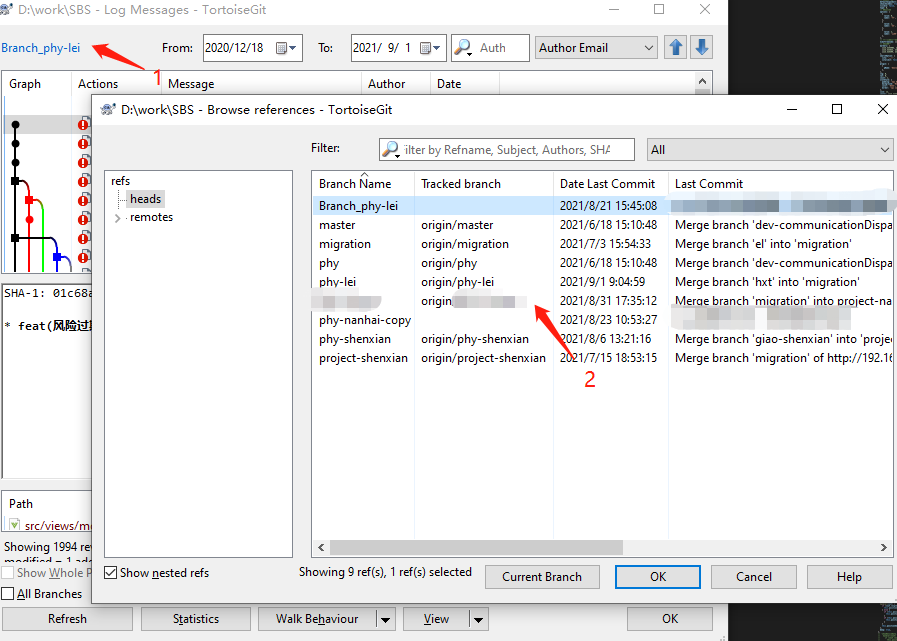 D:\work\SBS - Log Messages - TortoiseGit
Branch_phy-lei
From: 2020/12/18 To: 2021/ 9/ 1 Auth Author Email
1
Graph Actions Message Author Date
D:\work\SBS - Browse references - TortoiseGit
Filter: ilter by Refname, Subject, Authors, SHA All
refs
heads
remotes
Branch Name Tracked branch Date Last Commit Last Commit
Branch_phy-lei 2021/8/21 15:45:08
master origin/master 2021/6/18 15:10:48 Merge branch 'dev-communicationDispa
migration origin/migration 2021/7/3 15:54:33 Merge branch 'el' into 'migration'
phy origin/phy 2021/6/18 15:10:48 Merge branch 'dev-communicationDispa
phy-lei origin/phy-lei 2021/9/1 9:04:59 Merge branch 'hxt' into 'migration'
origin 2021/8/31 17:35:12 Merge branch 'migration' into project-na
phy-nanhai-copy 2021/8/23 10:53:27
phy-shenxian origin/phy-shenxian 2021/8/6 13:21:16 Merge branch 'giao-shenxian' into 'projec
project-shenxian origin/project-shenxian 2021/7/15 18:53:15 Merge branch 'migration' of http://192.16
2
SHA-1: 01c68a
* feat(风险过
Path
src/views/m
Showing 1994 rev
modified = 1 add
Show Whole P
All Branches
Show nested refs
Showing 9 ref(s), 1 ref(s) selected
Current Branch OK Cancel Help
Refresh Statistics Walk Behaviour View OK